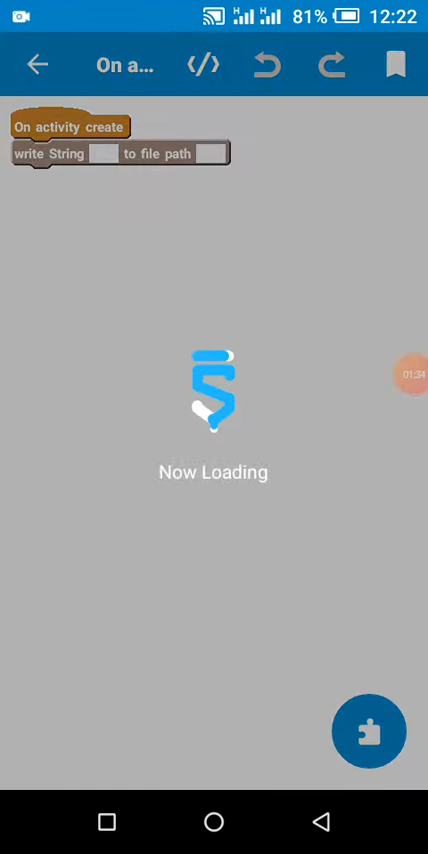 H H 81% 12:22
On a...
On activity create
write String to file path
01:34
Now Loading